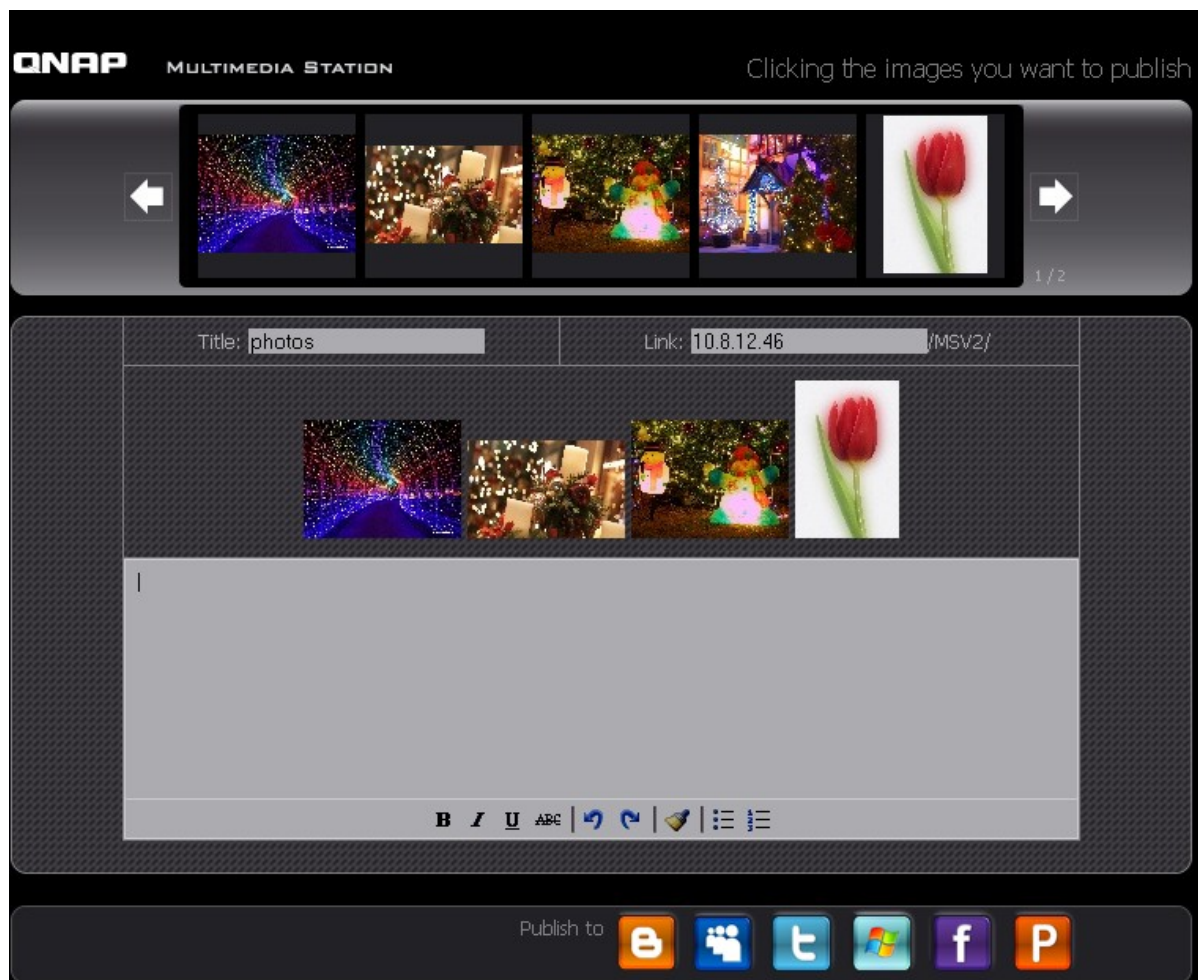 QNAP MULTIMEDIA STATION
Clicking the images you want to publish
1 / 2
Title: photos
Link: 10.8.12.46 /MSV2/
B I U ABC
Publish to
B t f P